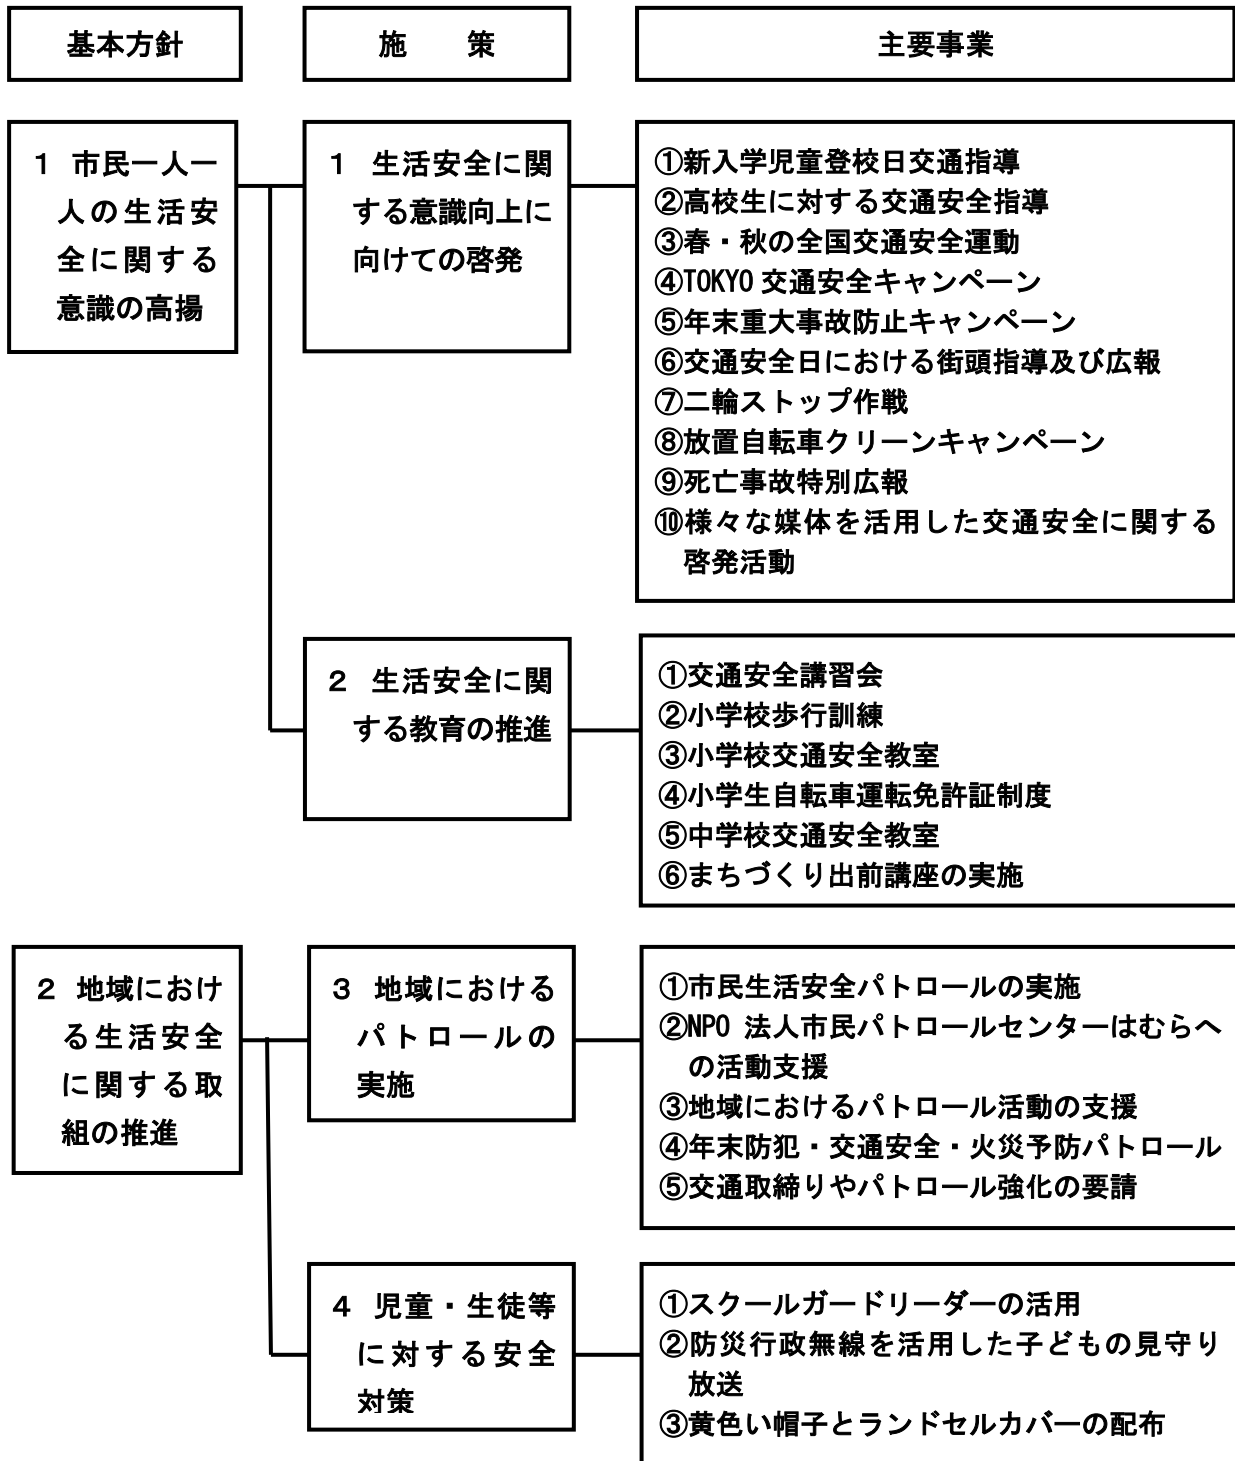 基本方針
施　　策
主要事業
１　市民一人一
人の生活安
全に関する
意識の高揚
１　生活安全に関
する意識向上に
向けての啓発
①新入学児童登校日交通指導
②高校生に対する交通安全指導
③春・秋の全国交通安全運動
④TOKYO 交通安全キャンペーン
⑤年末重大事故防止キャンペーン
⑥交通安全日における街頭指導及び広報
⑦二輪ストップ作戦
⑧放置自転車クリーンキャンペーン
⑨死亡事故特別広報
⑩様々な媒体を活用した交通安全に関する
啓発活動
２　生活安全に関
する教育の推進
①交通安全講習会
②小学校歩行訓練
③小学校交通安全教室
④小学生自転車運転免許証制度
⑤中学校交通安全教室
⑥まちづくり出前講座の実施
２　地域におけ
る生活安全
に関する取
組の推進
３　地域における
パトロールの
実施
①市民生活安全パトロールの実施
②NPO 法人市民パトロールセンターはむらへ
の活動支援
③地域におけるパトロール活動の支援
④年末防犯・交通安全・火災予防パトロール
⑤交通取締りやパトロール強化の要請
４　児童・生徒等
に対する安全
対策
①スクールガードリーダーの活用
②防災行政無線を活用した子どもの見守り
放送
③黄色い帽子とランドセルカバーの配布